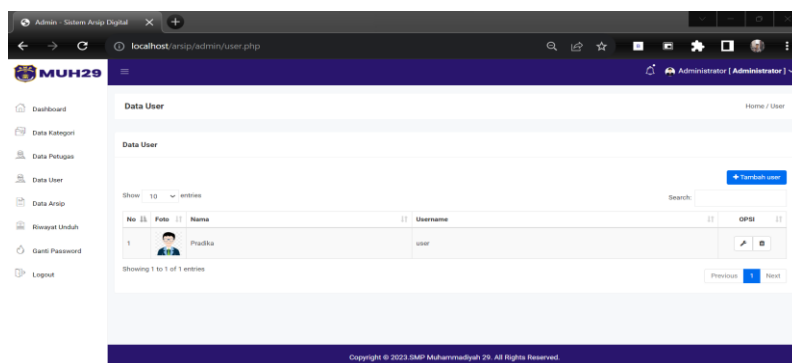 Admin - Sistem Arsip Digital
localhost/arsip/admin/user.php
MUH29
Administrator [ Administrator ]
Dashboard
Data Kategori
Data Petugas
Data User
Data Arsip
Riwayat Unduh
Ganti Password
Logout
Data User
Home / User
Data User
+ Tambah user
Show 10 entries
Search:
No Foto Nama Username OPSI
1 Pradika user
Showing 1 to 1 of 1 entries
Previous 1 Next
Copyright © 2023.SMP Muhammadiyah 29. All Rights Reserved.